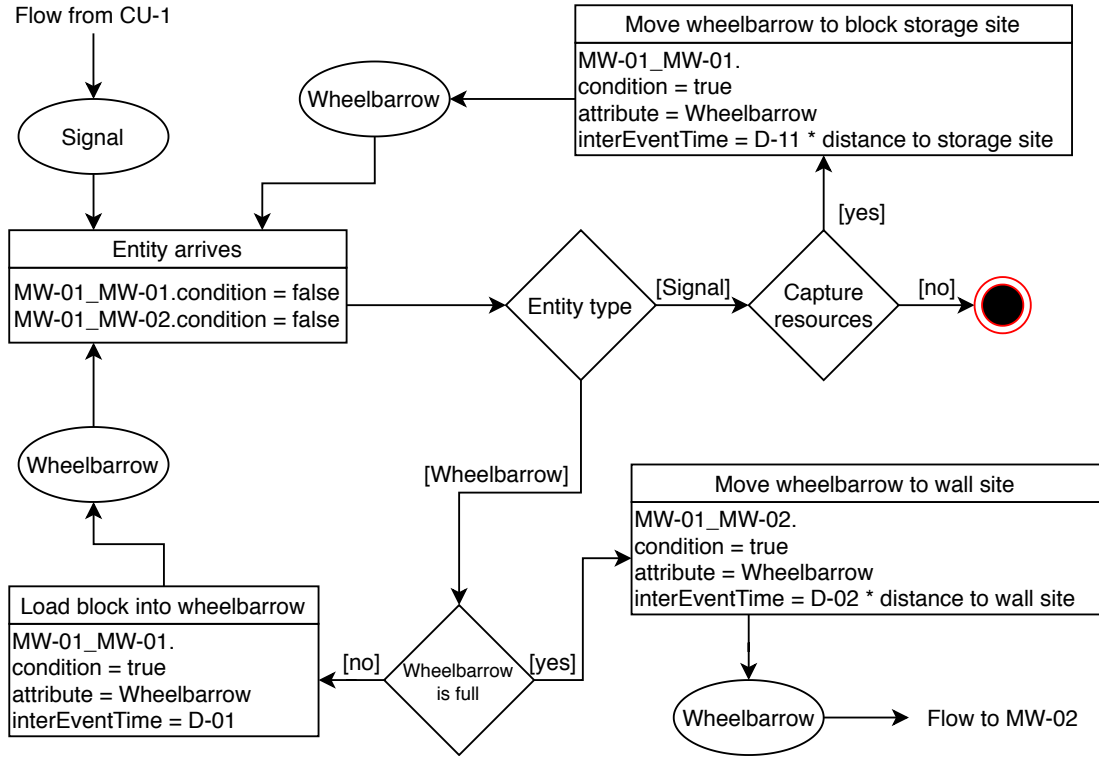 Flow from CU-1
Signal
Wheelbarrow
Move wheelbarrow to block storage site
MW-01_MW-01.
condition = true
attribute = Wheelbarrow
interEventTime = D-11 * distance to storage site
[yes]
Entity arrives
MW-01_MW-01.condition = false
MW-01_MW-02.condition = false
Entity type
[Signal]
Capture
resources
[no]
Wheelbarrow
[Wheelbarrow]
Move wheelbarrow to wall site
MW-01_MW-02.
condition = true
attribute = Wheelbarrow
interEventTime = D-02 * distance to wall site
Load block into wheelbarrow
MW-01_MW-01.
condition = true
attribute = Wheelbarrow
interEventTime = D-01
[no]
Wheelbarrow
is full
[yes]
Wheelbarrow
Flow to MW-02